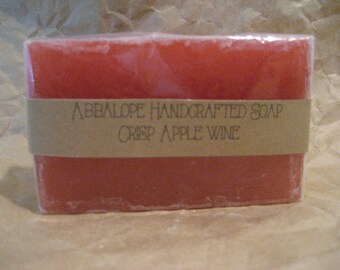 Abbalope Handcrafted Soap
Crisp Apple Wine